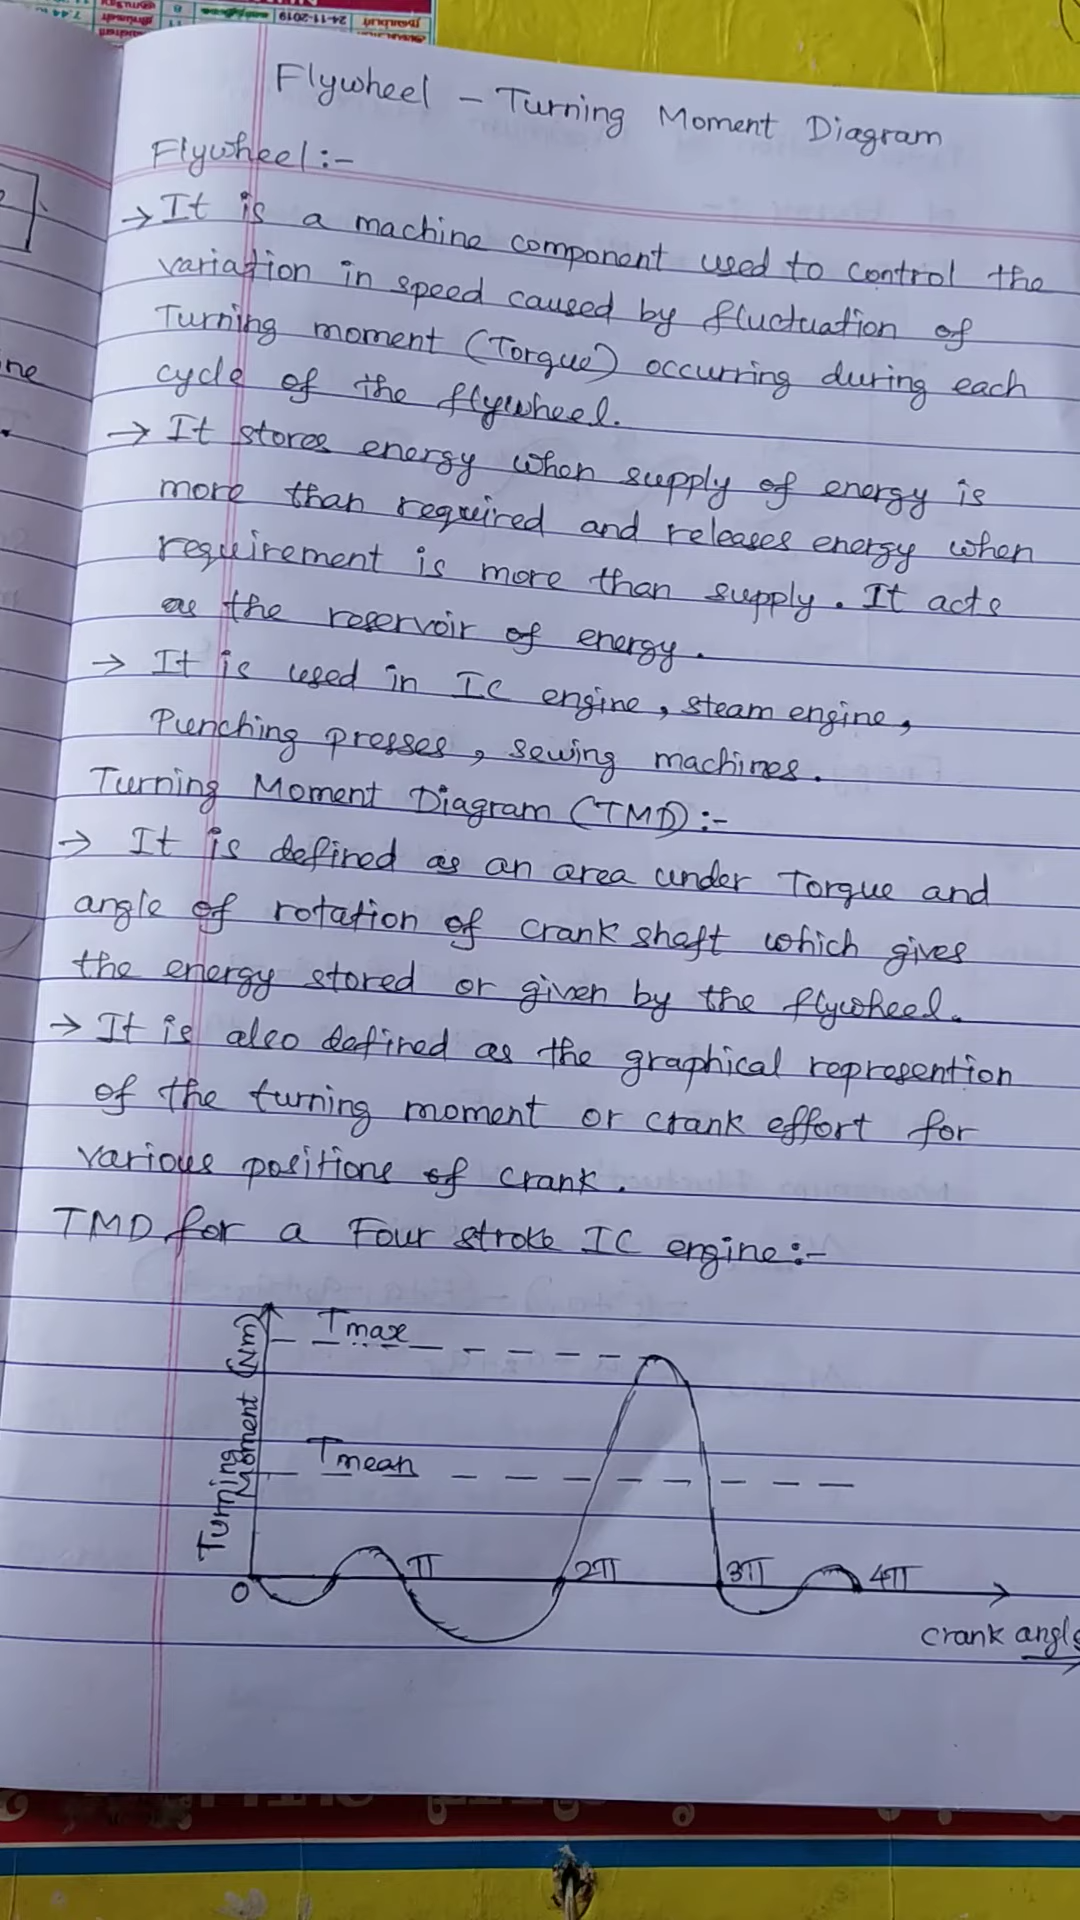 24-11-2019
Flywheel - Turning Moment Diagram
Flywheel :-
→ It is a machine component used to control the
variation in speed caused by fluctuation of
Turning moment (Torque) occurring during each
cycle of the flywheel.
→ It stores energy when supply of energy is
more than required and releases energy when
requirement is more than supply. It acts
as the reservoir of energy.
→ It is used in IC engine, steam engine,
Punching presses, sewing machines.
Turning Moment Diagram (TMD) :-
→ It is defined as an area under Torque and
angle of rotation of crank shaft which gives
the energy stored or given by the flywheel.
→ It is also defined as the graphical represention
of the turning moment or crank effort for
various positions of crank.
TMD for a Four stroke IC engine :-
Tmax
Tmean
Turning
Moment (Nm)
0 π 2π 3π 4π
crank angle
ne